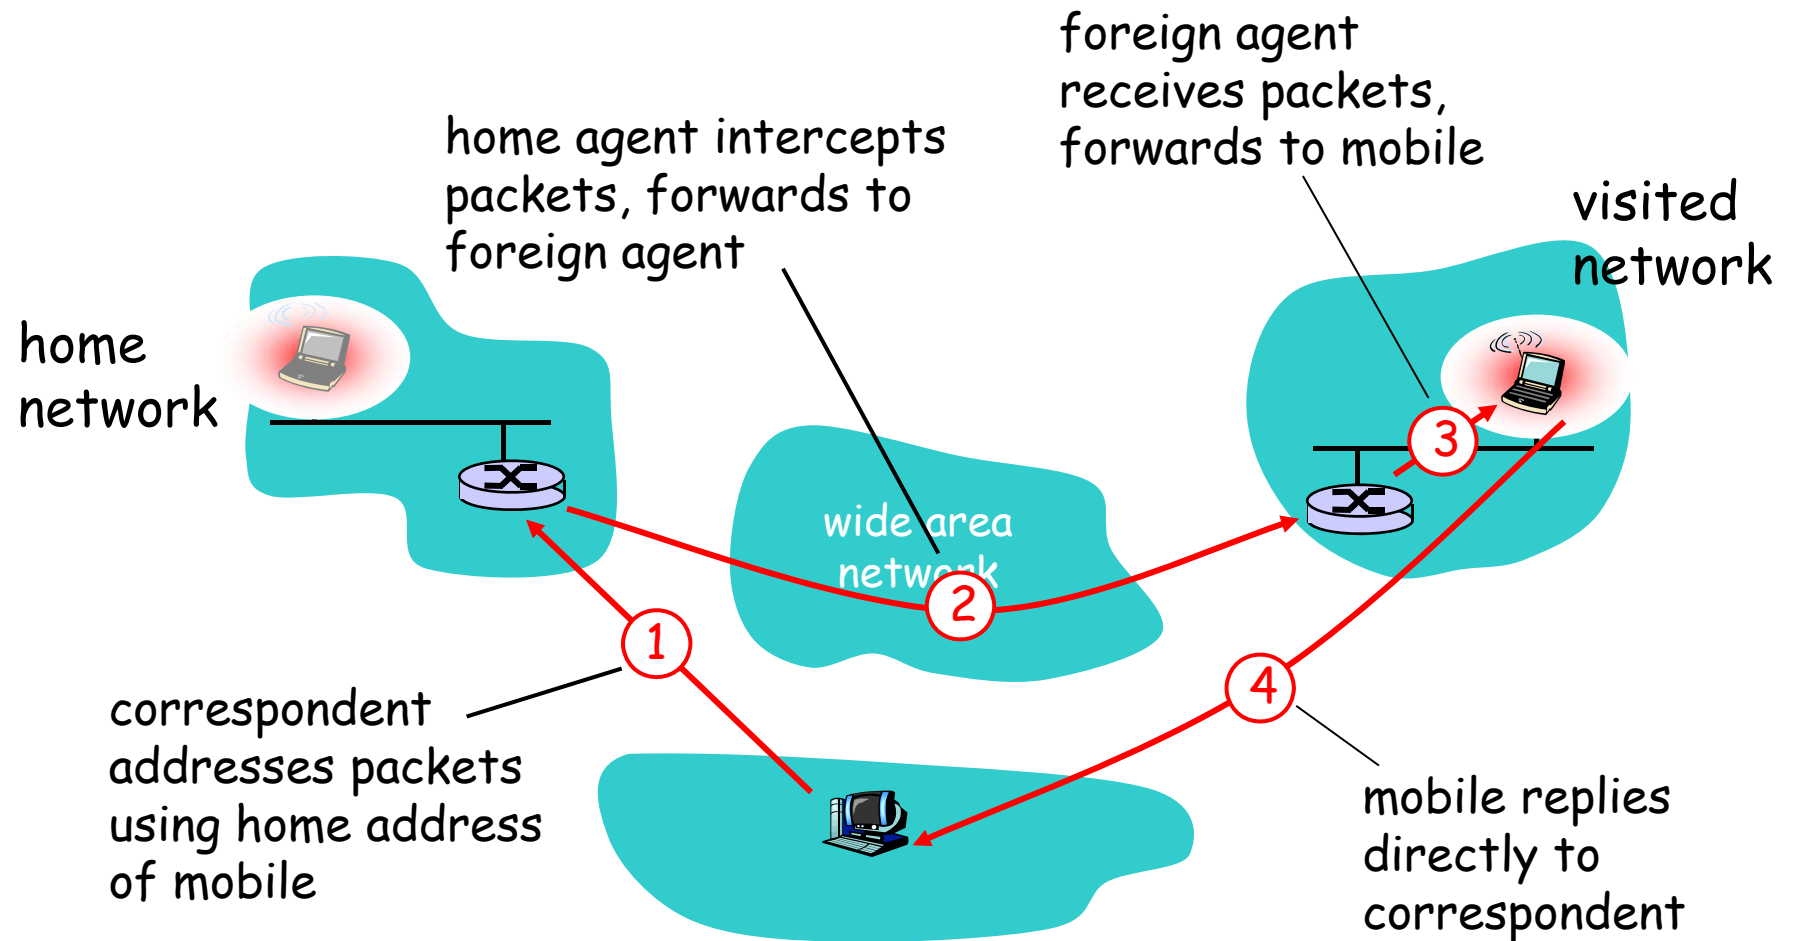 foreign agent
receives packets,
forwards to mobile
home agent intercepts
packets, forwards to
foreign agent
visited
network
home
network
wide area
network
3
2
1
4
correspondent
addresses packets
using home address
of mobile
mobile replies
directly to
correspondent